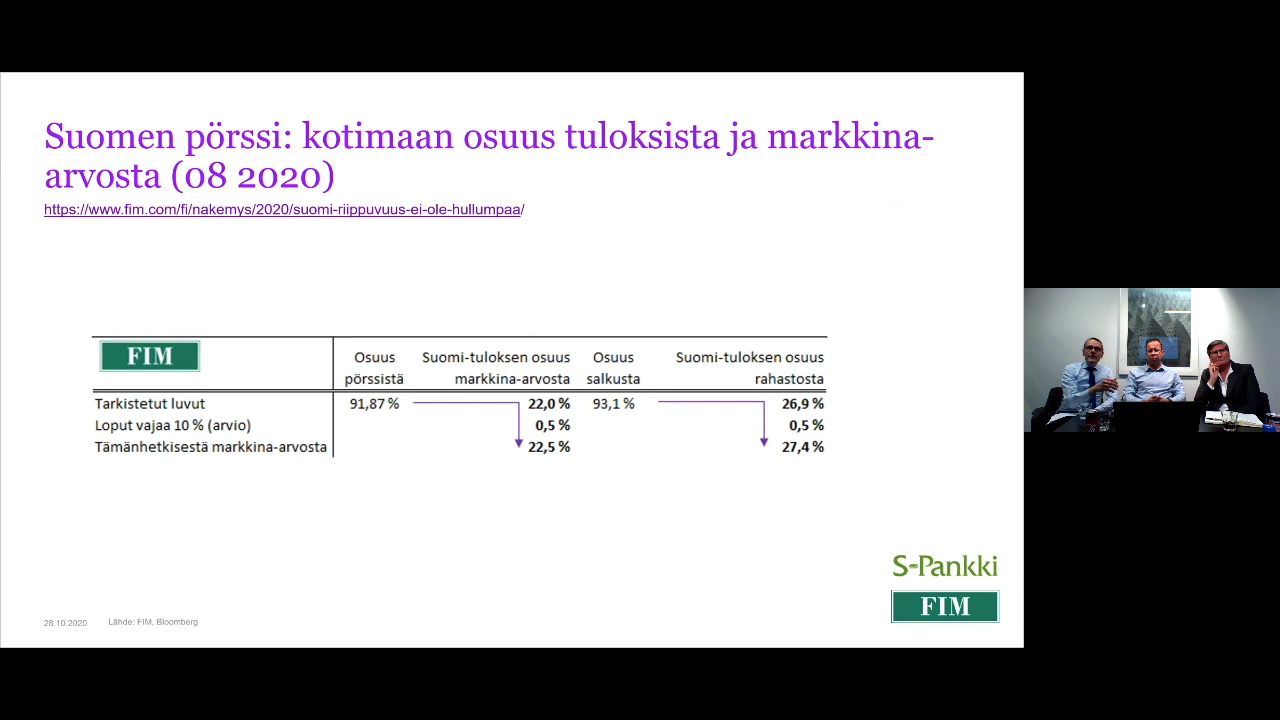 Suomen pörssi: kotimaan osuus tuloksista ja markkina-
arvosta (08 2020)
https://www.fim.com/fi/nakemys/2020/suomi-riippuvuus-ei-ole-hullumpaa/
FIM
Osuus Suomi-tuloksen osuus Osuus Suomi-tuloksen osuus
pörssistä markkina-arvosta salkusta rahastosta
Tarkistetut luvut 91,87 % 22,0 % 93,1 % 26,9 %
Loput vajaa 10 % (arvio) 0,5 % 0,5 %
Tämänhetkisestä markkina-arvosta 22,5 % 27,4 %
S-Pankki
FIM
28.10.2020 Lähde: FIM, Bloomberg